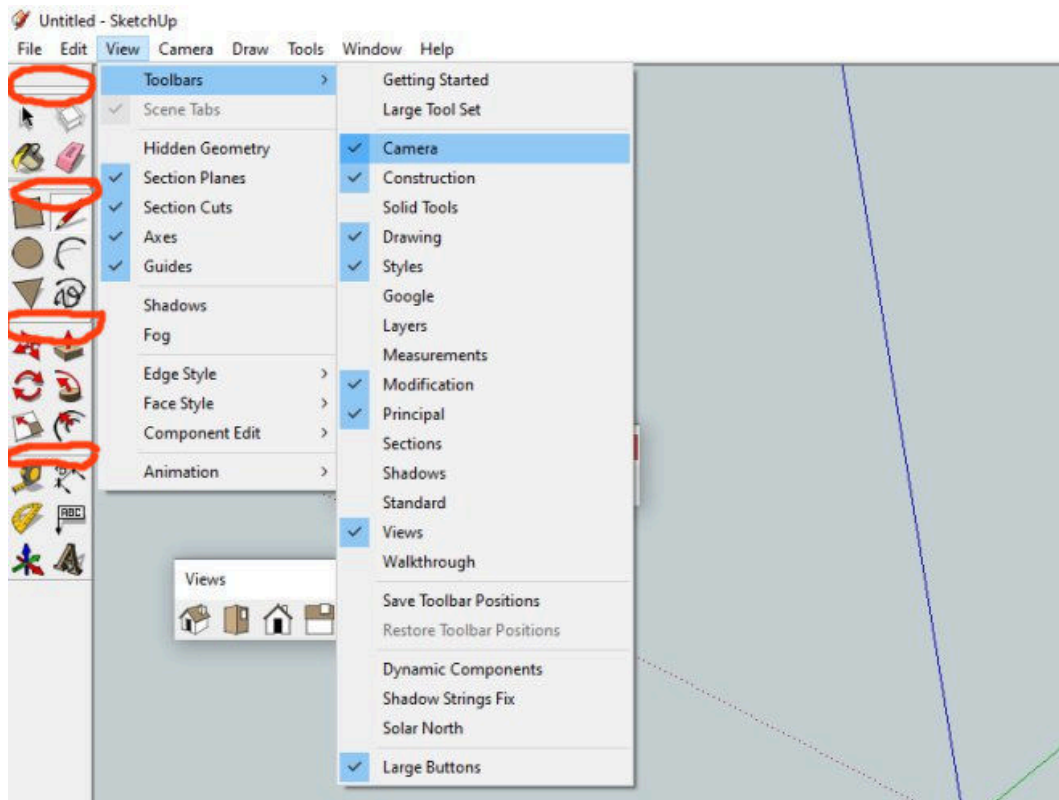 Untitled - SketchUp
File Edit View Camera Draw Tools Window Help
Toolbars
Scene Tabs
Hidden Geometry
Section Planes
Section Cuts
Axes
Guides
Shadows
Fog
Edge Style
Face Style
Component Edit
Animation
Getting Started
Large Tool Set
Camera
Construction
Solid Tools
Drawing
Styles
Google
Layers
Measurements
Modification
Principal
Sections
Shadows
Standard
Views
Walkthrough
Save Toolbar Positions
Restore Toolbar Positions
Dynamic Components
Shadow Strings Fix
Solar North
Large Buttons
ABC
Views